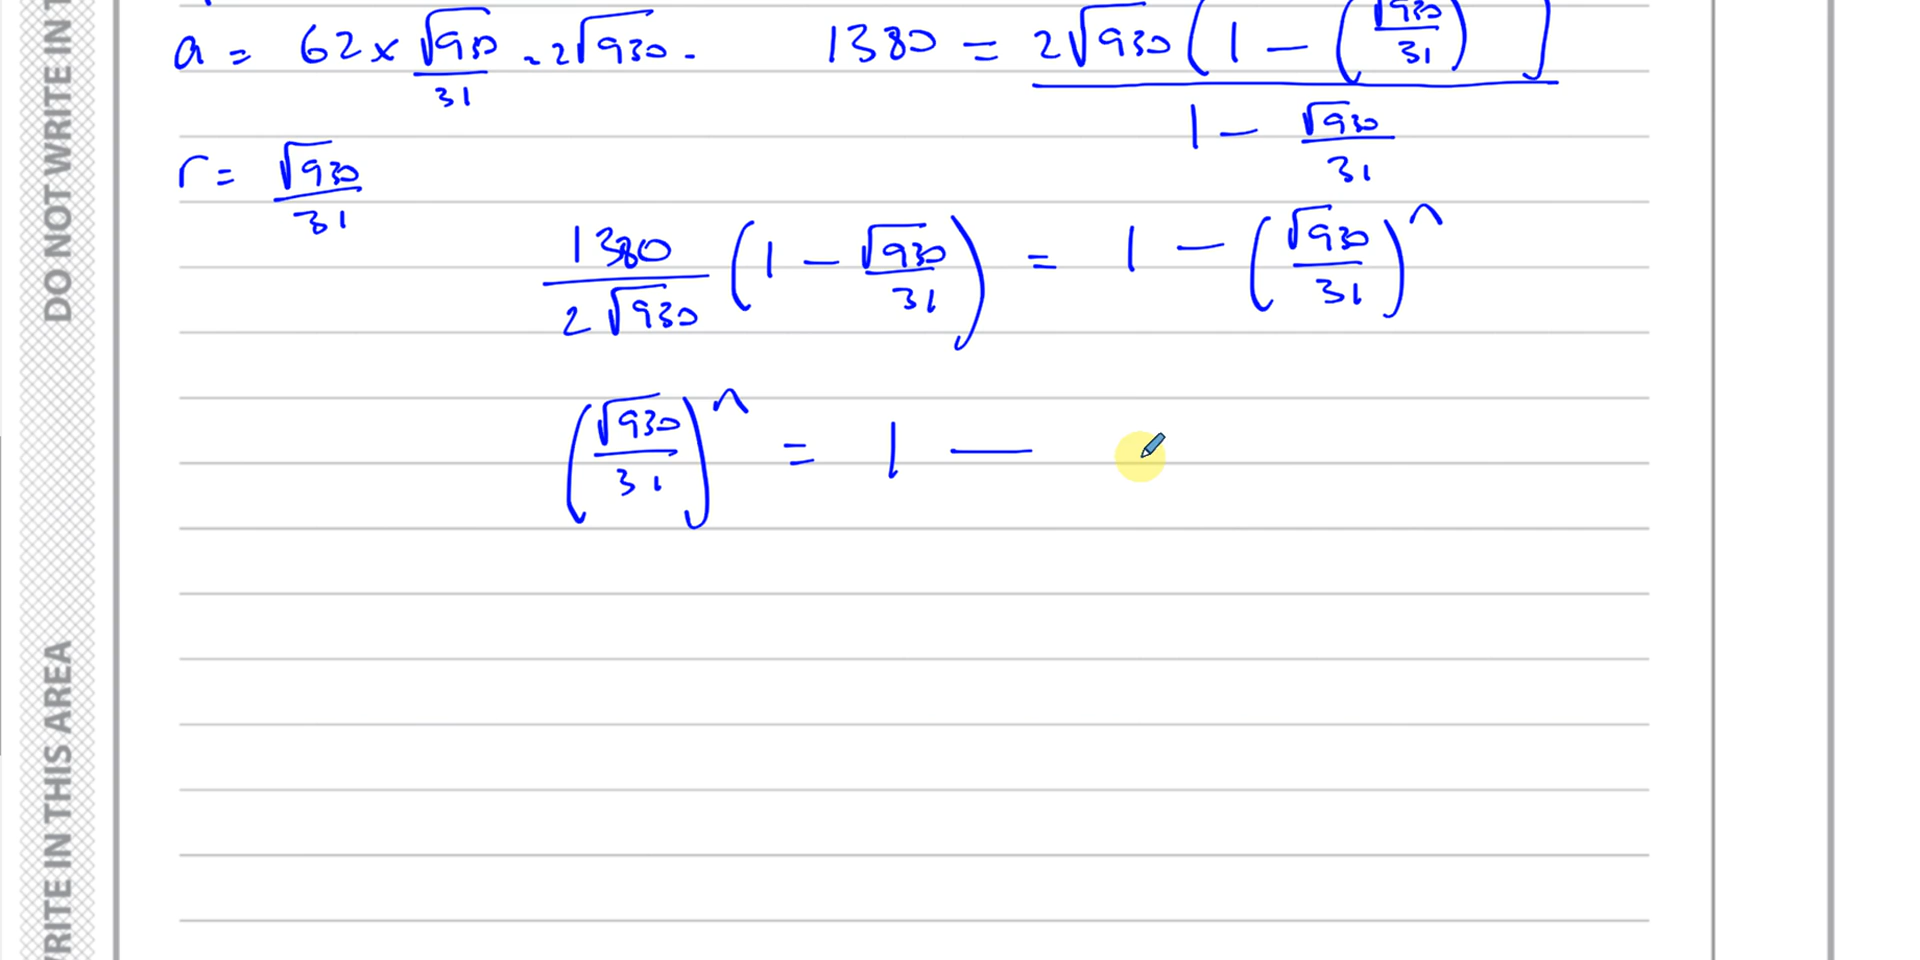 DO NOT WRITE IN T
WRITE IN THIS AREA
a = 62 × √930/31 = 2√930.
r = √930/31
1380 = 2√930 (1 − (√930/31) ) / (1 − √930/31)
1380/(2√930) (1 − √930/31) = 1 − (√930/31)^n
(√930/31)^n = 1 −